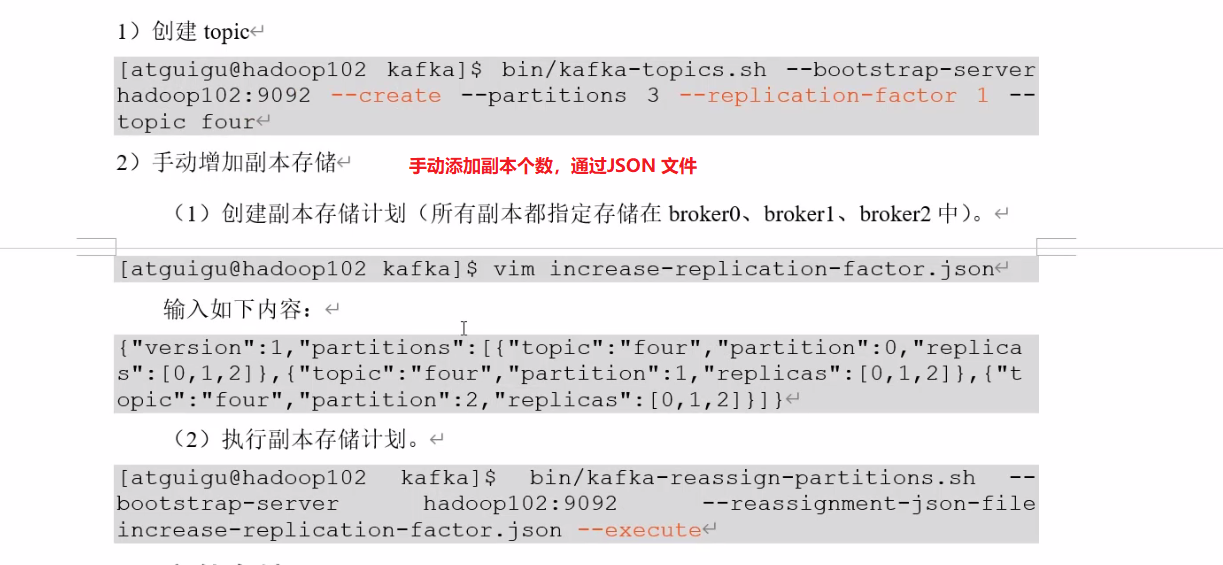 1）创建 topic↵
[atguigu@hadoop102 kafka]$ bin/kafka-topics.sh --bootstrap-server
hadoop102:9092 --create --partitions 3 --replication-factor 1 --
topic four↵
2）手动增加副本存储↵ 手动添加副本个数，通过JSON 文件
（1）创建副本存储计划（所有副本都指定存储在 broker0、broker1、broker2 中）。↵
[atguigu@hadoop102 kafka]$ vim increase-replication-factor.json↵
输入如下内容：↵
{"version":1,"partitions":[{"topic":"four","partition":0,"replica
s":[0,1,2]},{"topic":"four","partition":1,"replicas":[0,1,2]},{"t
opic":"four","partition":2,"replicas":[0,1,2]}]}↵
（2）执行副本存储计划。↵
[atguigu@hadoop102 kafka]$ bin/kafka-reassign-partitions.sh --
bootstrap-server hadoop102:9092 --reassignment-json-file
increase-replication-factor.json --execute↵